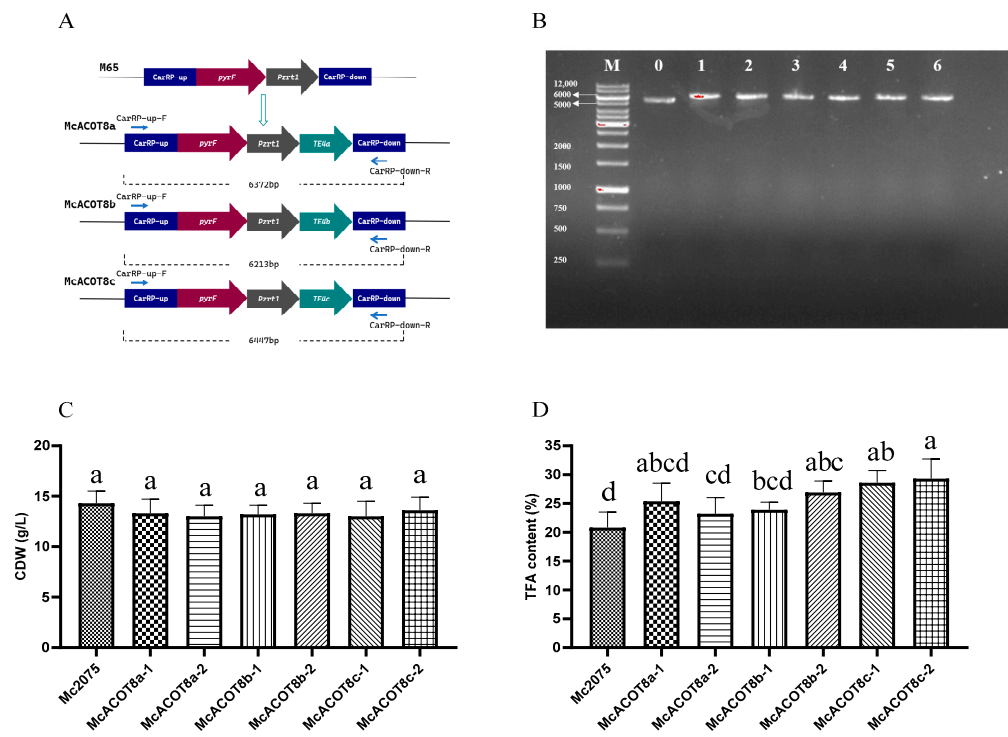 A
M65
CarRP-up pyrF Pzrt1 CarRP-down
CarRP-up-F
McACOT8a
CarRP-up pyrF Pzrt1 TE4a CarRP-down
CarRP-down-R
6372bp
McACOT8b
CarRP-up-F
CarRP-up pyrF Pzrt1 TE4b CarRP-down
CarRP-down-R
6213bp
McACOT8c
CarRP-up-F
CarRP-up pyrF Pzrt1 TE4c CarRP-down
CarRP-down-R
6447bp
B
M 0 1 2 3 4 5 6
12,000
6000
5000
2000
1500
1000
750
500
250
C
CDW (g/L)
20
15
10
5
0
a a a a a a a
Mc2075 McACOT8a-1 McACOT8a-2 McACOT8b-1 McACOT8b-2 McACOT8c-1 McACOT8c-2
D
TFA content (%)
35
30
25
20
15
10
5
0
d abcd cd bcd abc ab a
Mc2075 McACOT8a-1 McACOT8a-2 McACOT8b-1 McACOT8b-2 McACOT8c-1 McACOT8c-2